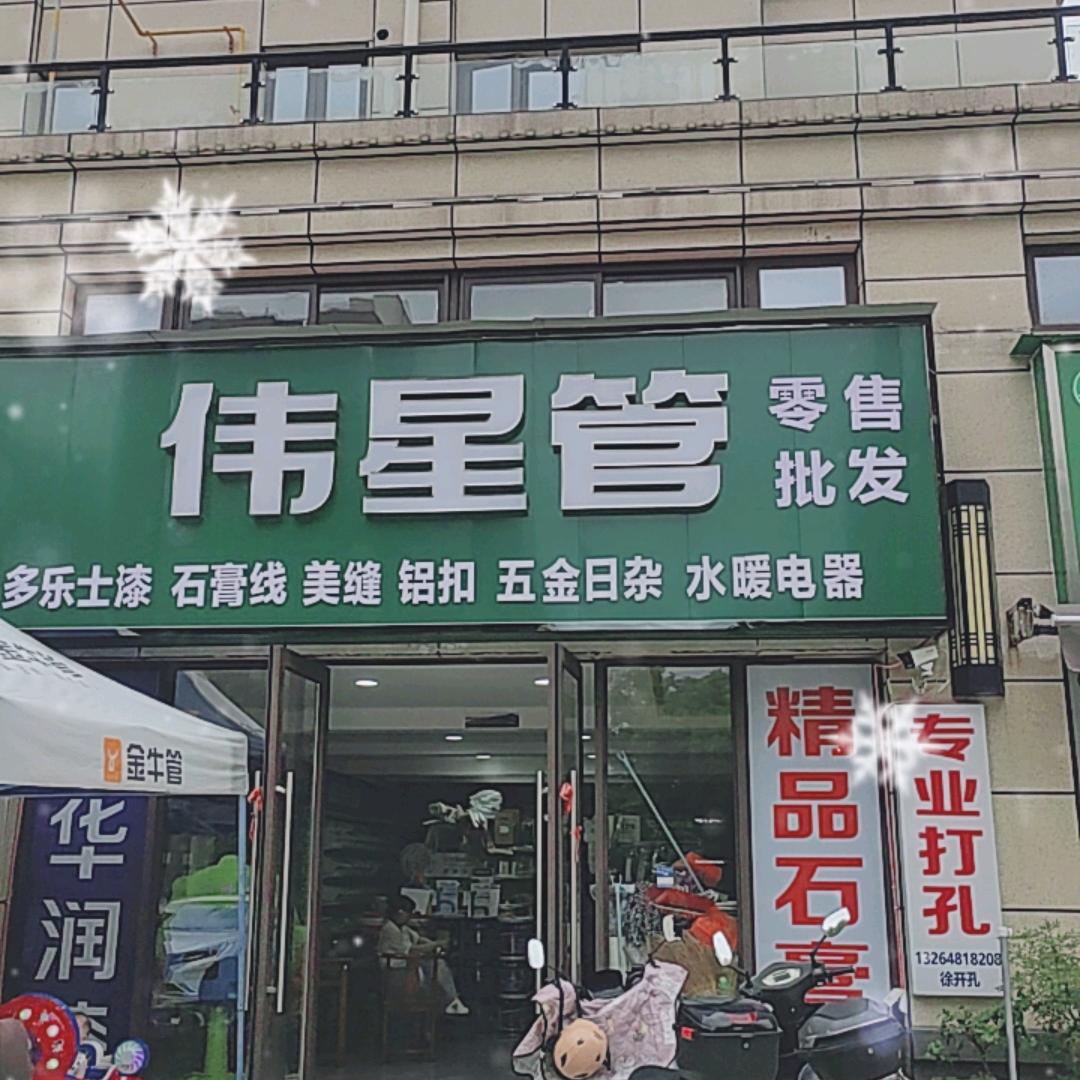 伟星管
零售
批发
多乐士漆 石膏线 美缝 铝扣 五金日杂 水暖电器
金牛管
华润漆
精品石膏
专业打孔
13264818208
徐开孔